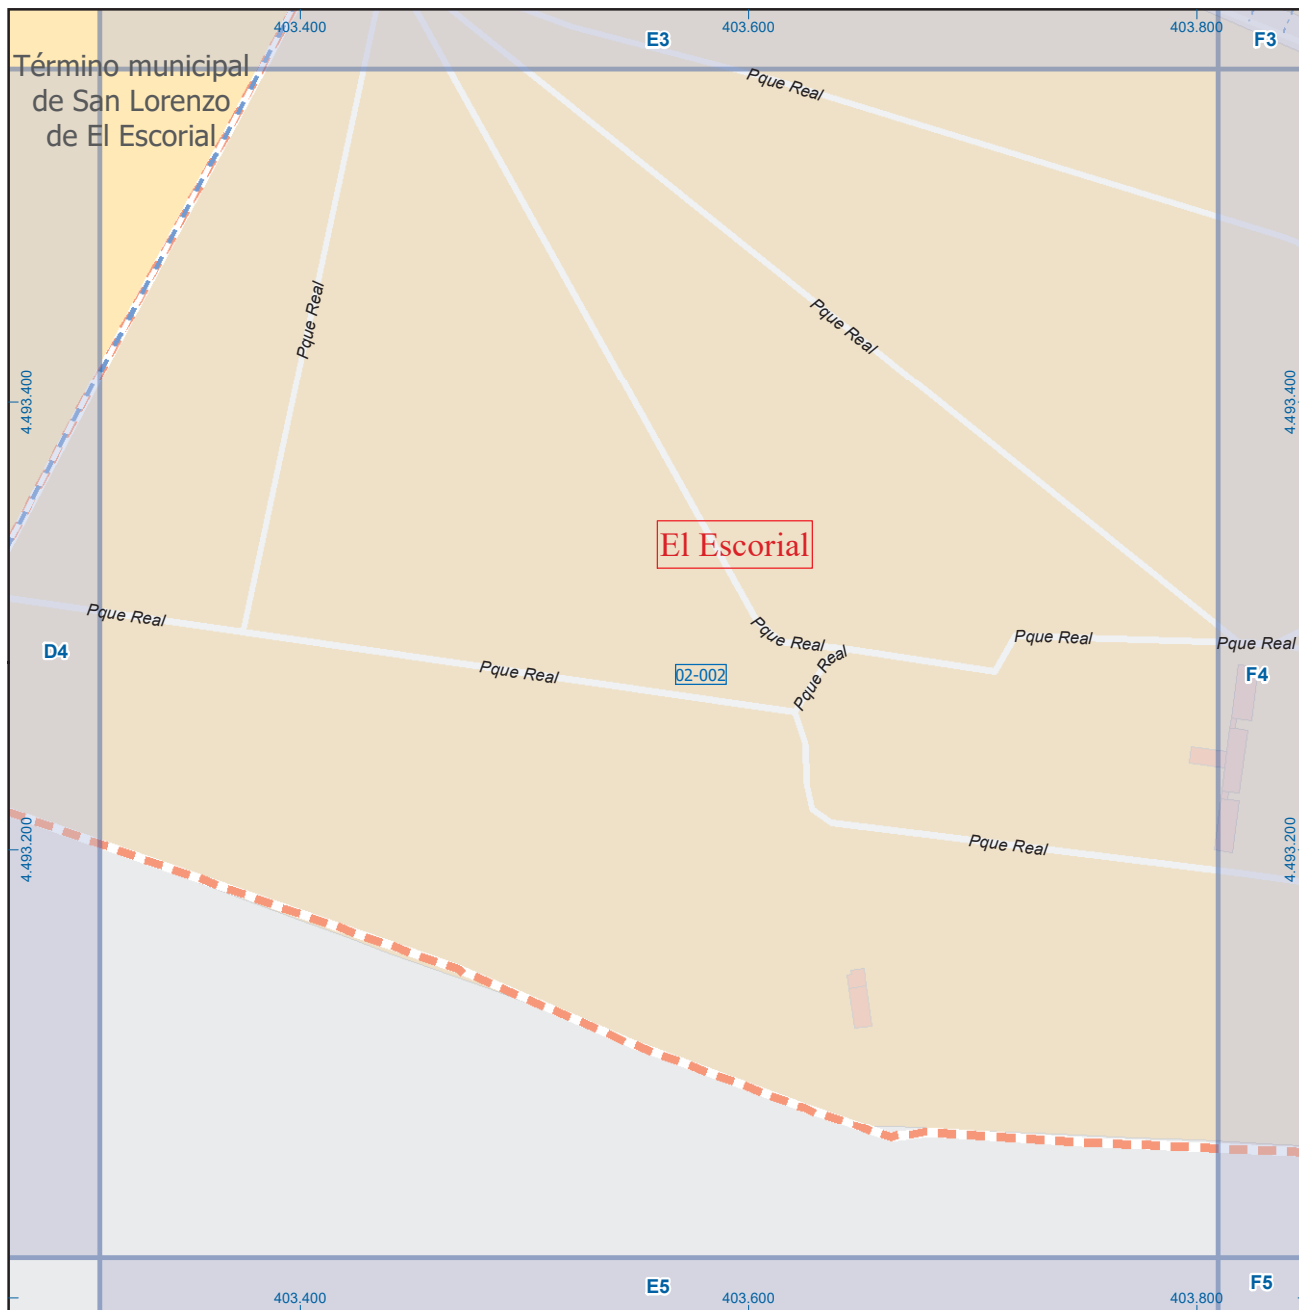 403.400
403.600
403.800
E3
F3
Término municipal
de San Lorenzo
de El Escorial
Pque Real
Pque Real
Pque Real
4.493.400
4.493.400
El Escorial
Pque Real
Pque Real
Pque Real
Pque Real
D4
Pque Real
Pque Real
02-002
F4
4.493.200
4.493.200
Pque Real
E5
F5
403.400
403.600
403.800